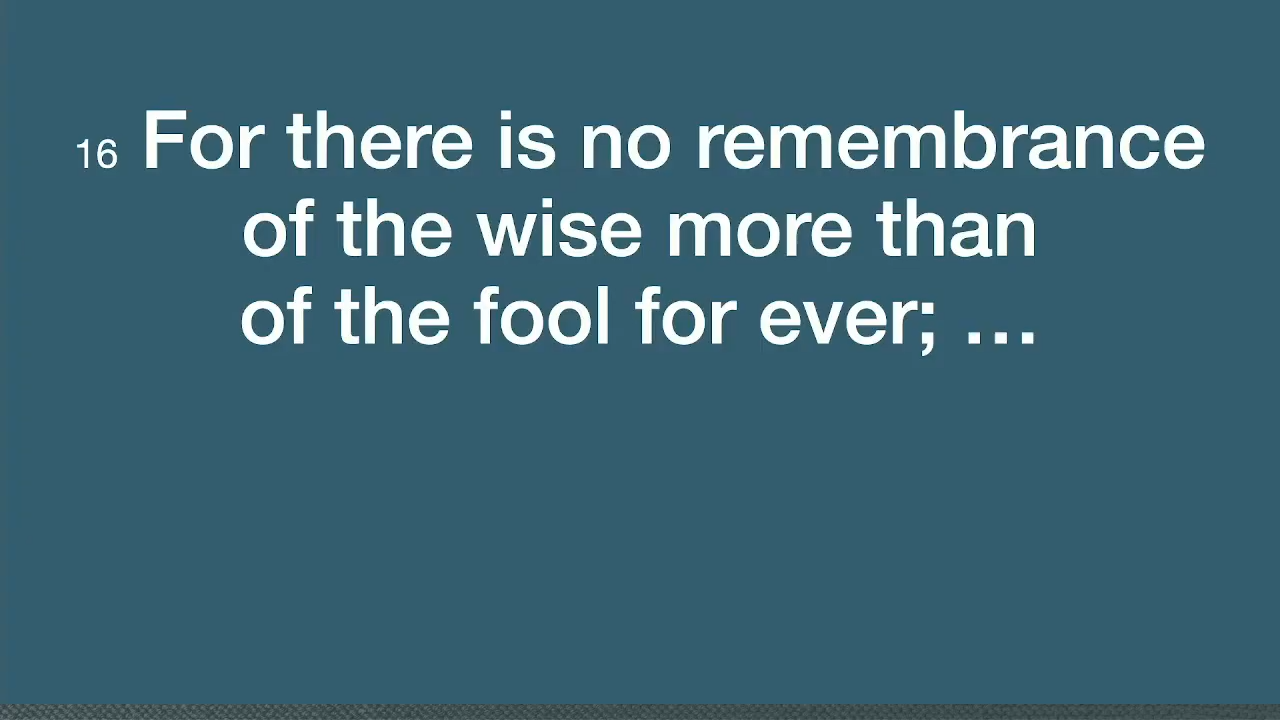 16 For there is no remembrance
of the wise more than
of the fool for ever; …